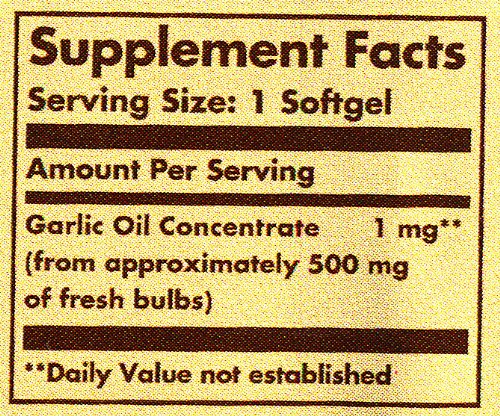 Supplement Facts
Serving Size: 1 Softgel
Amount Per Serving
Garlic Oil Concentrate 1 mg**
(from approximately 500 mg
of fresh bulbs)
**Daily Value not established